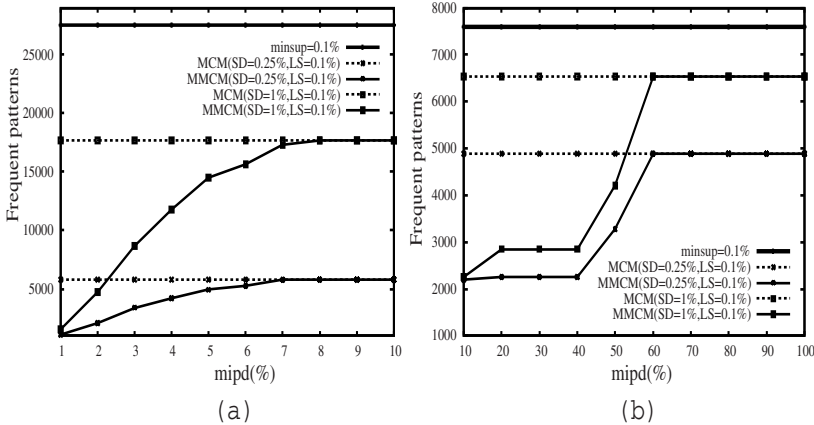 25000
20000
15000
10000
5000
Frequent patterns
minsup=0.1%
MCM(SD=0.25%,LS=0.1%)
MMCM(SD=0.25%,LS=0.1%)
MCM(SD=1%,LS=0.1%)
MMCM(SD=1%,LS=0.1%)
1 2 3 4 5 6 7 8 9 10
mipd(%)
(a)
8000
7000
6000
5000
4000
3000
2000
1000
Frequent patterns
minsup=0.1%
MCM(SD=0.25%,LS=0.1%)
MMCM(SD=0.25%,LS=0.1%)
MCM(SD=1%,LS=0.1%)
MMCM(SD=1%,LS=0.1%)
10 20 30 40 50 60 70 80 90 100
mipd(%)
(b)